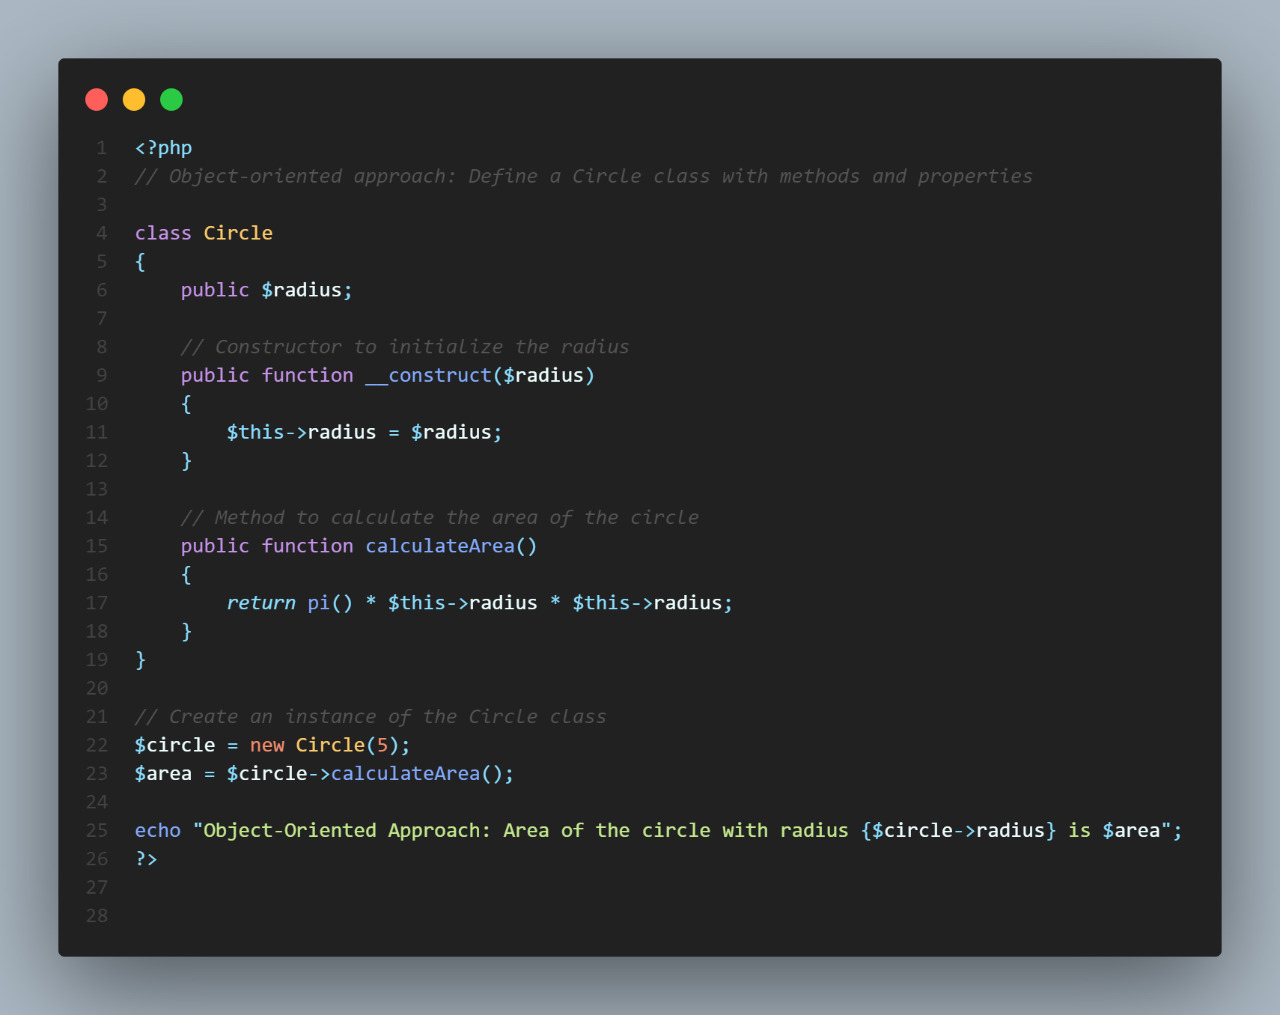 1 <?php
2 // Object-oriented approach: Define a Circle class with methods and properties
3
4 class Circle
5 {
6     public $radius;
7
8     // Constructor to initialize the radius
9     public function __construct($radius)
10     {
11         $this->radius = $radius;
12     }
13
14     // Method to calculate the area of the circle
15     public function calculateArea()
16     {
17         return pi() * $this->radius * $this->radius;
18     }
19 }
20
21 // Create an instance of the Circle class
22 $circle = new Circle(5);
23 $area = $circle->calculateArea();
24
25 echo "Object-Oriented Approach: Area of the circle with radius {$circle->radius} is $area";
26 ?>
27
28